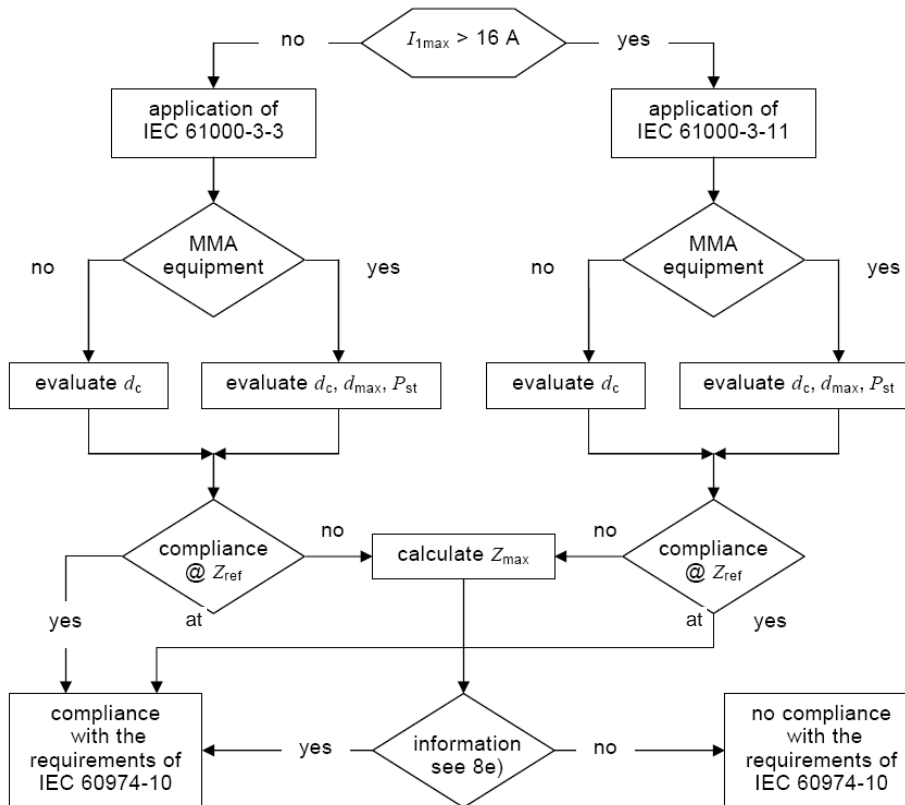 no
I1max > 16 A
yes
application of
IEC 61000-3-3
application of
IEC 61000-3-11
MMA
equipment
no
yes
MMA
equipment
no
yes
evaluate dc
evaluate dc, dmax, Pst
evaluate dc
evaluate dc, dmax, Pst
compliance
@ Zref
no
calculate Zmax
no
compliance
@ Zref
yes
at
at
yes
compliance
with the
requirements of
IEC 60974-10
yes
information
see 8e)
no
no compliance
with the
requirements of
IEC 60974-10